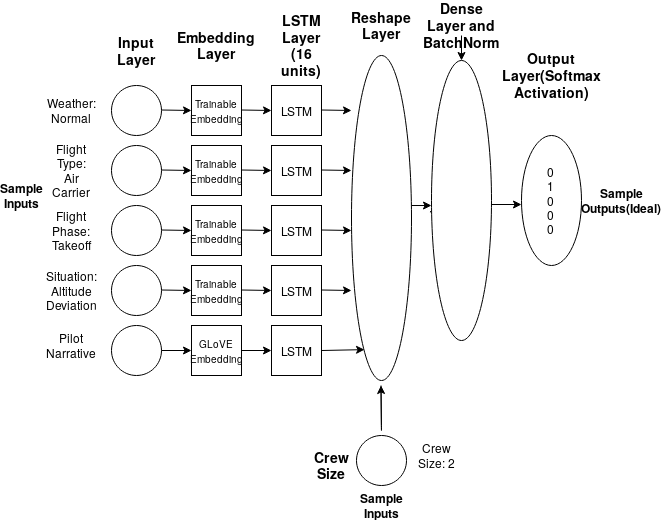 Input
Layer
Embedding
Layer
LSTM
Layer
(16
units)
Reshape
Layer
Dense
Layer and
BatchNorm
Output
Layer(Softmax
Activation)
Weather:
Normal
Trainable
Embedding
LSTM
Flight
Type:
Air
Carrier
Trainable
Embedding
LSTM
Sample
Inputs
Flight
Phase:
Takeoff
Trainable
Embedding
LSTM
Situation:
Altitude
Deviation
Trainable
Embedding
LSTM
Pilot
Narrative
GLoVE
Embedding
LSTM
0
1
0
0
0
Sample
Outputs(Ideal)
Crew
Size
Crew
Size: 2
Sample
Inputs